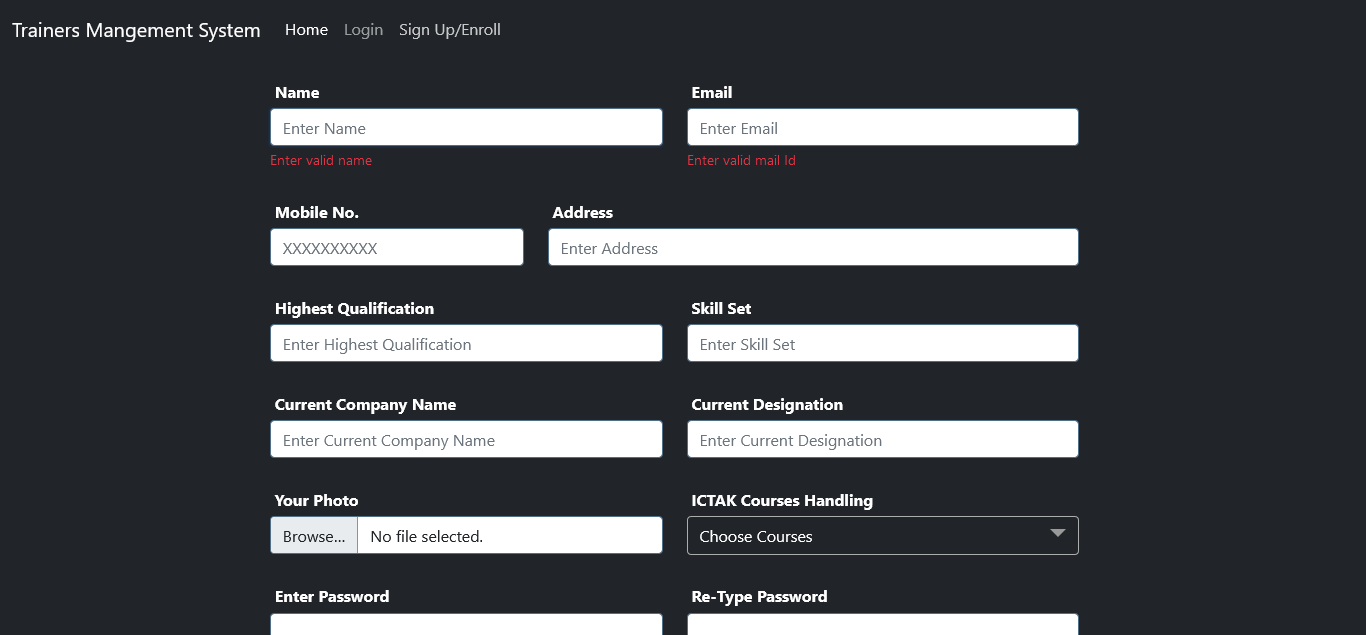 Trainers Mangement System Home Login Sign Up/Enroll
Name Email
Enter Name Enter Email
Enter valid name Enter valid mail Id
Mobile No. Address
XXXXXXXXXX Enter Address
Highest Qualification Skill Set
Enter Highest Qualification Enter Skill Set
Current Company Name Current Designation
Enter Current Company Name Enter Current Designation
Your Photo ICTAK Courses Handling
Browse... No file selected. Choose Courses
Enter Password Re-Type Password